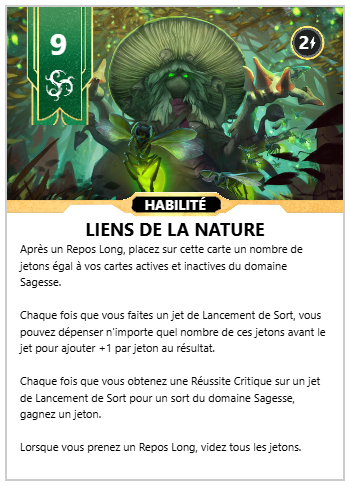 9
2
HABILITÉ
LIENS DE LA NATURE
Après un Repos Long, placez sur cette carte un nombre de
jetons égal à vos cartes actives et inactives du domaine
Sagesse.
Chaque fois que vous faites un jet de Lancement de Sort, vous
pouvez dépenser n'importe quel nombre de ces jetons avant le
jet pour ajouter +1 par jeton au résultat.
Chaque fois que vous obtenez une Réussite Critique sur un jet
de Lancement de Sort pour un sort du domaine Sagesse,
gagnez un jeton.
Lorsque vous prenez un Repos Long, videz tous les jetons.